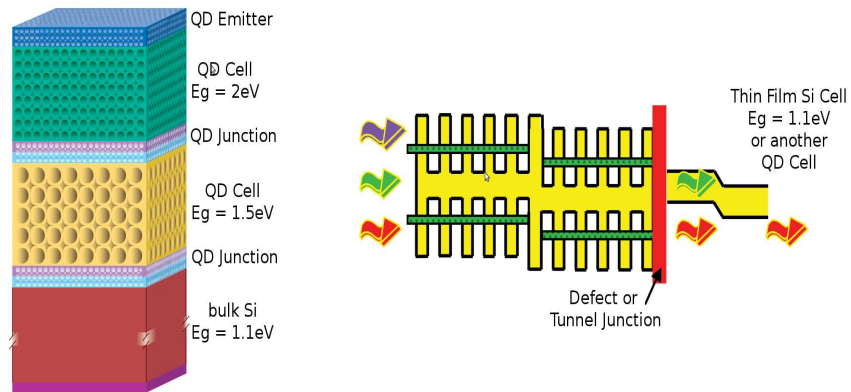 QD Emitter
QD Cell
Eg = 2eV
QD Junction
QD Cell
Eg = 1.5eV
QD Junction
bulk Si
Eg = 1.1eV
Thin Film Si Cell
Eg = 1.1eV
or another
QD Cell
Defect or
Tunnel Junction